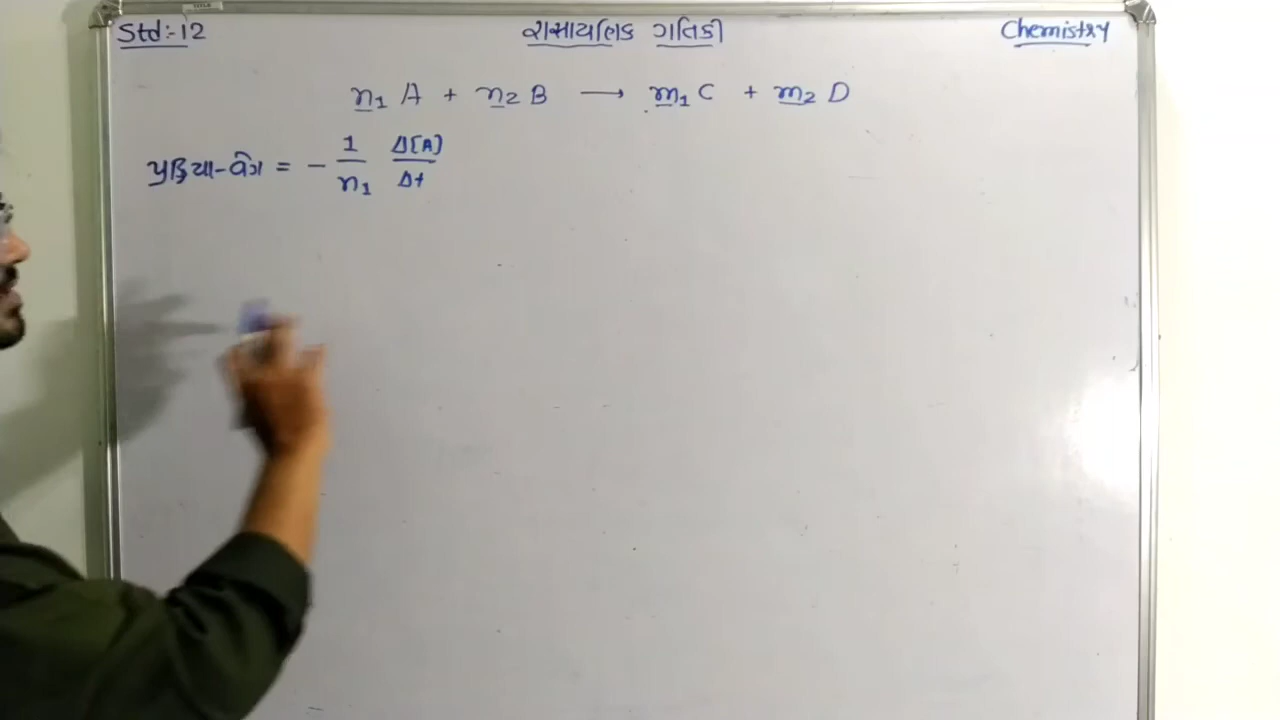 Std:-12 રાસાયણિક ગતિકી Chemistry
n₁ A + n₂ B ⟶ m₁ C + m₂ D
પ્રક્રિયા-વેગ = - 1/n₁ Δ[A]/Δt